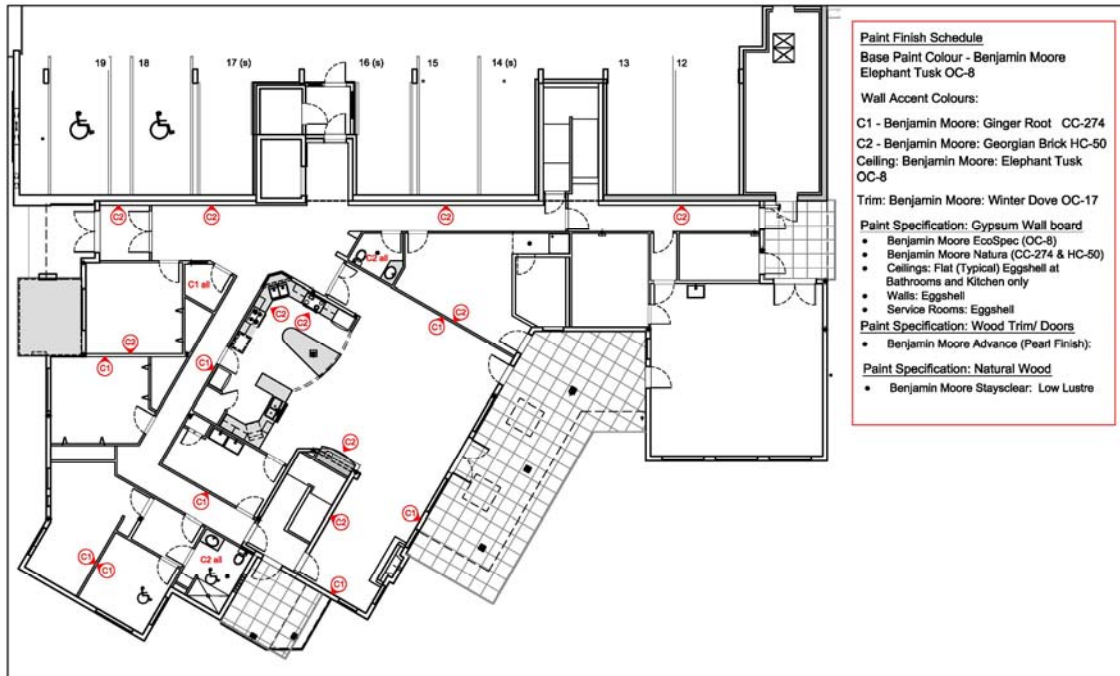 19
18
17 (s)
16 (s)
15
14 (s)
13
12
C2
C2
C2
C2
C2 all
C1 all
C2
C2
C1
C2
C2
C1
C1
C2
C1
C2
C1
C1
C1
C2 all
C1
Paint Finish Schedule
Base Paint Colour - Benjamin Moore
Elephant Tusk OC-8
Wall Accent Colours:
C1 - Benjamin Moore: Ginger Root CC-274
C2 - Benjamin Moore: Georgian Brick HC-50
Ceiling: Benjamin Moore: Elephant Tusk
OC-8
Trim: Benjamin Moore: Winter Dove OC-17
Paint Specification: Gypsum Wall board
• Benjamin Moore EcoSpec (OC-8)
• Benjamin Moore Natura (CC-274 & HC-50)
• Ceilings: Flat (Typical) Eggshell at
Bathrooms and Kitchen only
• Walls: Eggshell
• Service Rooms: Eggshell
Paint Specification: Wood Trim/ Doors
• Benjamin Moore Advance (Pearl Finish):
Paint Specification: Natural Wood
• Benjamin Moore Staysclear: Low Lustre